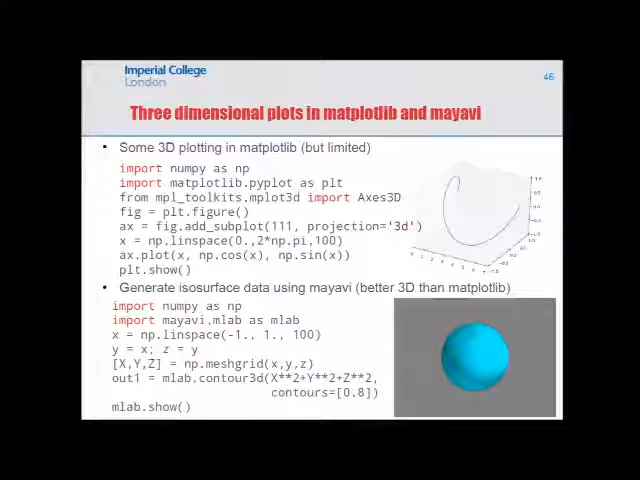 Imperial College
London
46
Three dimensional plots in matplotlib and mayavi
• Some 3D plotting in matplotlib (but limited)
import numpy as np
import matplotlib.pyplot as plt
from mpl_toolkits.mplot3d import Axes3D
fig = plt.figure()
ax = fig.add_subplot(111, projection='3d')
x = np.linspace(0.,2*np.pi,100)
ax.plot(x, np.cos(x), np.sin(x))
plt.show()
• Generate isosurface data using mayavi (better 3D than matplotlib)
import numpy as np
import mayavi.mlab as mlab
x = np.linspace(-1., 1., 100)
y = x; z = y
[X,Y,Z] = np.meshgrid(x,y,z)
out1 = mlab.contour3d(X**2+Y**2+Z**2,
contours=[0.8])
mlab.show()